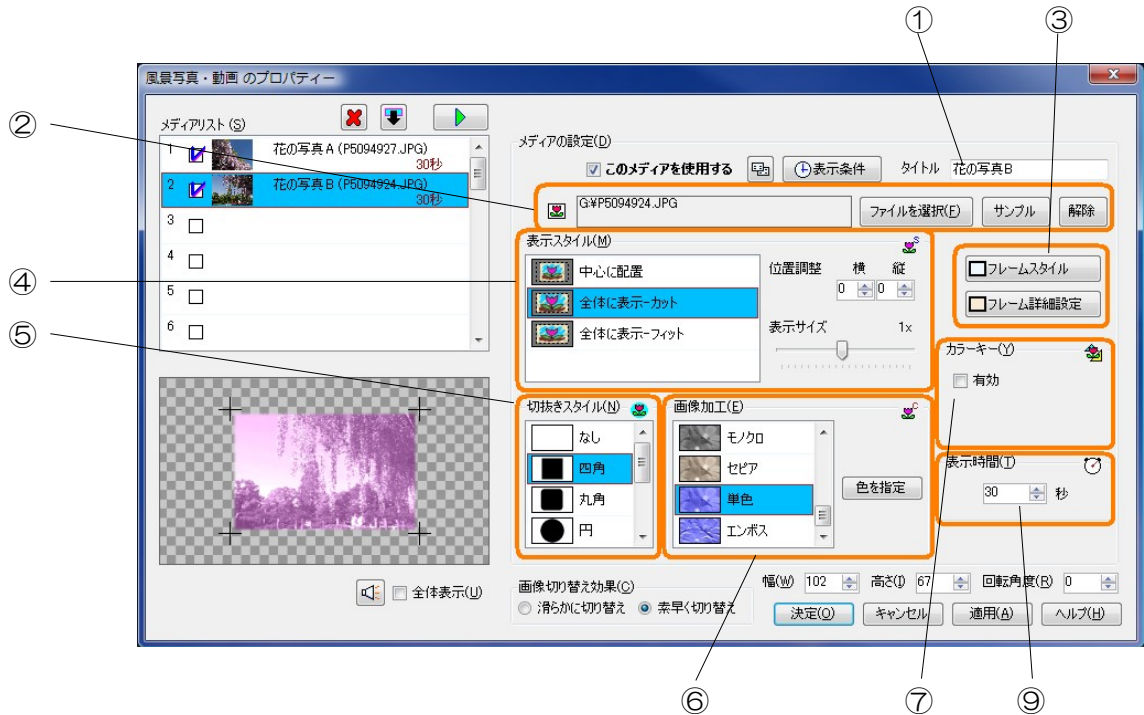 ① ③
風景写真・動画 のプロパティー
②
メディアリスト(S)
1 花の写真A (P5094927.JPG)
30秒
2 花の写真B (P5094924.JPG)
30秒
3
4
5
6
メディアの設定(D)
このメディアを使用する 表示条件 タイトル 花の写真B
G:¥P5094924.JPG ファイルを選択(F) サンプル 解除
④
表示スタイル(M)
中心に配置
全体に表示-カット
全体に表示-フィット
位置調整 横 縦
0 0
表示サイズ 1x
フレームスタイル
フレーム詳細設定
カラーキー(Y)
有効
⑤
切抜きスタイル(N)
なし
四角
丸角
円
画像加工(E)
モノクロ
セピア
単色
エンボス
色を指定
表示時間(T)
30 秒
全体表示(U)
画像切り替え効果(C)
滑らかに切り替え 素早く切り替え
幅(W) 102 高さ(I) 67 回転角度(R) 0
決定(O) キャンセル 適用(A) ヘルプ(H)
⑥ ⑦ ⑨